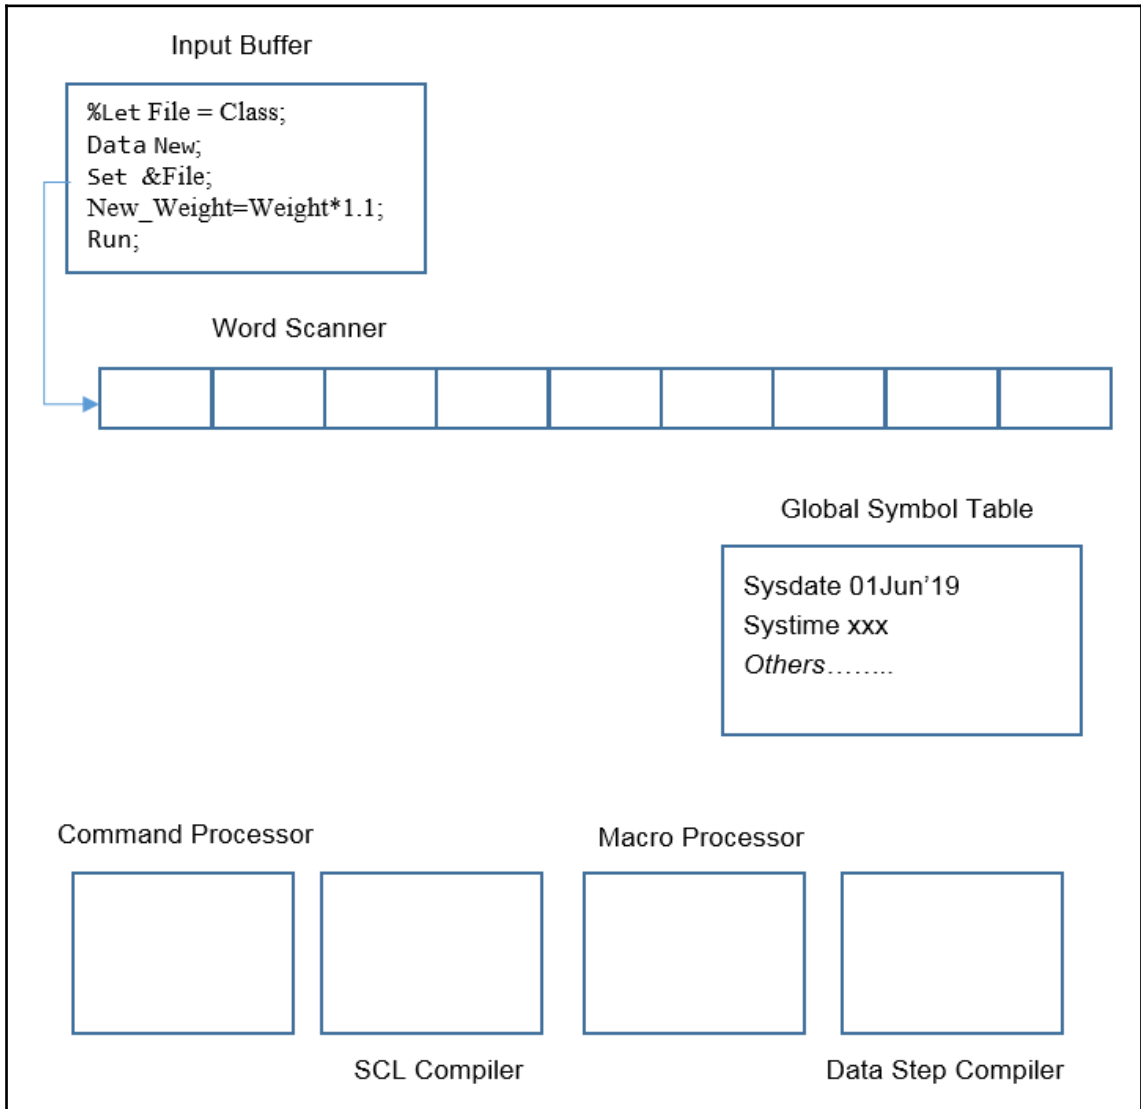 Input Buffer
%Let File = Class;
Data New;
Set &File;
New_Weight=Weight*1.1;
Run;
Word Scanner
Global Symbol Table
Sysdate 01Jun’19
Systime xxx
Others……..
Command Processor
Macro Processor
SCL Compiler
Data Step Compiler